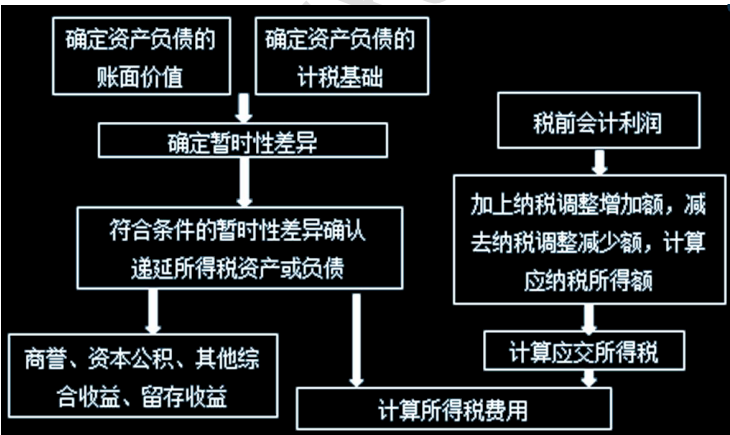 确定资产负债的
账面价值
确定资产负债的
计税基础
确定暂时性差异
符合条件的暂时性差异确认
递延所得税资产或负债
商誉、资本公积、其他综
合收益、留存收益
税前会计利润
加上纳税调整增加额，减
去纳税调整减少额，计算
应纳税所得额
计算应交所得税
计算所得税费用